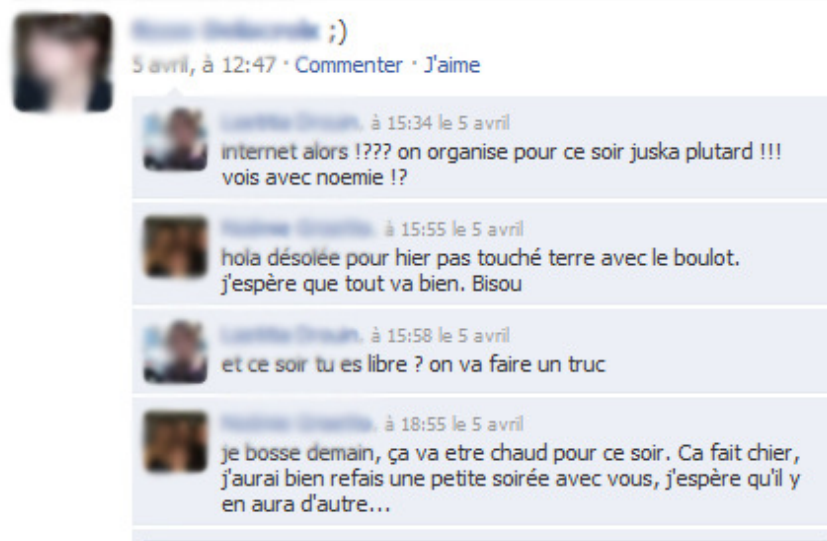 ;)
5 avril, à 12:47 · Commenter · J'aime
à 15:34 le 5 avril
internet alors !??? on organise pour ce soir juska plutard !!!
vois avec noemie !?
à 15:55 le 5 avril
hola désolée pour hier pas touché terre avec le boulot.
j'espère que tout va bien. Bisou
à 15:58 le 5 avril
et ce soir tu es libre ? on va faire un truc
à 18:55 le 5 avril
je bosse demain, ça va etre chaud pour ce soir. Ca fait chier,
j'aurai bien refais une petite soirée avec vous, j'espère qu'il y
en aura d'autre...